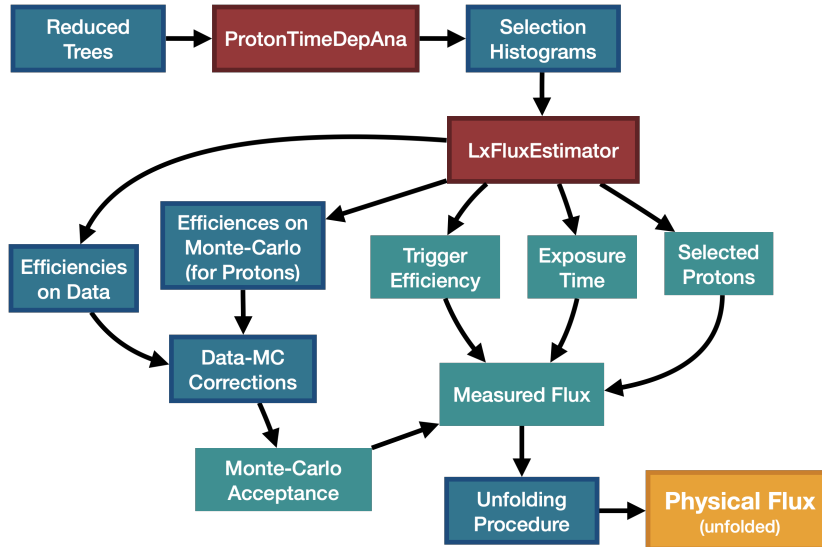 Reduced
Trees
ProtonTimeDepAna
Selection
Histograms
LxFluxEstimator
Efficiencies
on Data
Efficiences on
Monte-Carlo
(for Protons)
Trigger
Efficiency
Exposure
Time
Selected
Protons
Data-MC
Corrections
Measured Flux
Monte-Carlo
Acceptance
Unfolding
Procedure
Physical Flux
(unfolded)